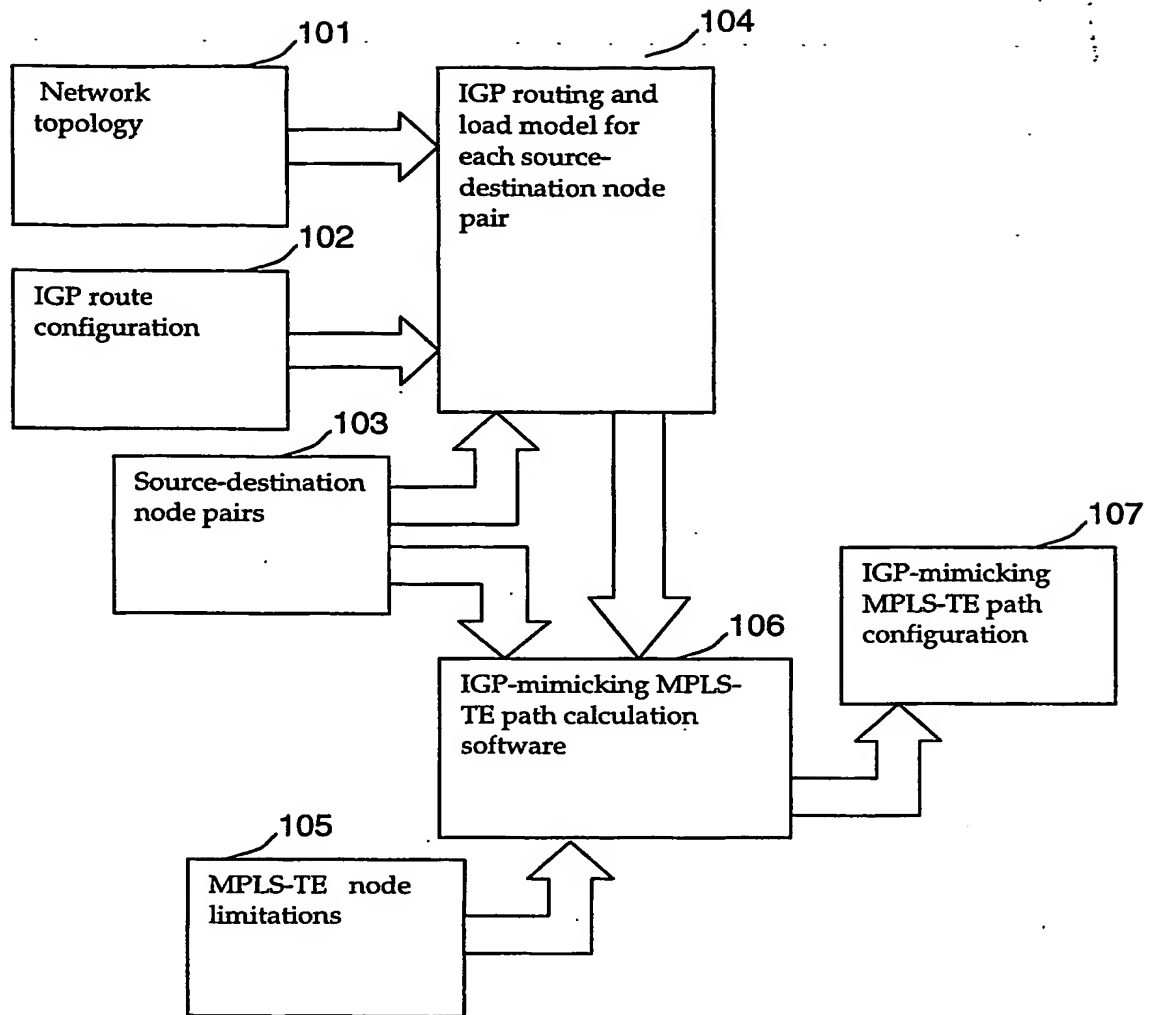 101
Network
topology
104
IGP routing and
load model for
each source-
destination node
pair
102
IGP route
configuration
103
Source-destination
node pairs
107
IGP-mimicking
MPLS-TE path
configuration
106
IGP-mimicking MPLS-
TE path calculation
software
105
MPLS-TE node
limitations